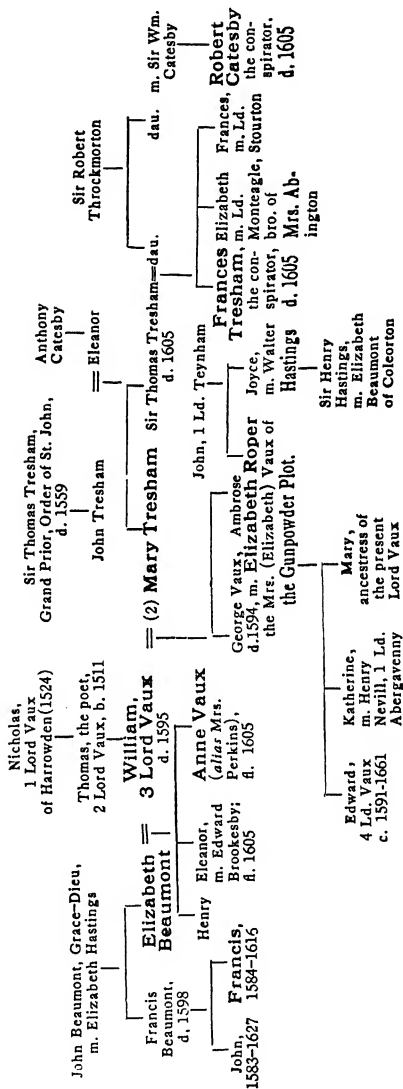 John Beaumont, Grace-Dieu,
m. Elizabeth Hastings
Nicholas,
1 Lord Vaux
of Harrowden (1524)
Thomas, the poet,
2 Lord Vaux, b. 1511
Sir Thomas Tresham,
Grand Prior, Order of St. John,
d. 1559
John Tresham
Anthony
Catesby
= Eleanor
Sir Robert
Throckmorton
Francis
Beaumont,
d. 1598
Elizabeth =
Beaumont
William,
3 Lord Vaux
d. 1595
= (2) Mary Tresham
Sir Thomas Tresham=dau.
d. 1605
dau.
m. Sir Wm.
Catesby
John,
1583-1627
Francis,
1584-1616
Henry
Eleanor,
m. Edward
Brookesby;
fl. 1605
Anne Vaux
(alias Mrs.
Perkins),
fl. 1605
John, 1 Ld. Teynham
George Vaux, Ambrose
d.1594, m. Elizabeth Roper
the Mrs. (Elizabeth) Vaux of
the Gunpowder Plot.
Joyce,
m. Walter
Hastings
Frances
Tresham,
the con-
spirator,
d. 1605
Elizabeth
m. Ld.
Monteagle,
bro. of
Mrs. Ab-
ington
Frances,
m. Ld.
Stourton
Robert
Catesby
the con-
spirator,
d. 1605
Sir Henry
Hastings,
m. Elizabeth
Beaumont
of Coleorton
Edward,
4 Ld. Vaux
c. 1591-1661
Katherine,
m. Henry
Nevill, 1 Ld.
Abergavenny
Mary,
ancestress of
the present
Lord Vaux